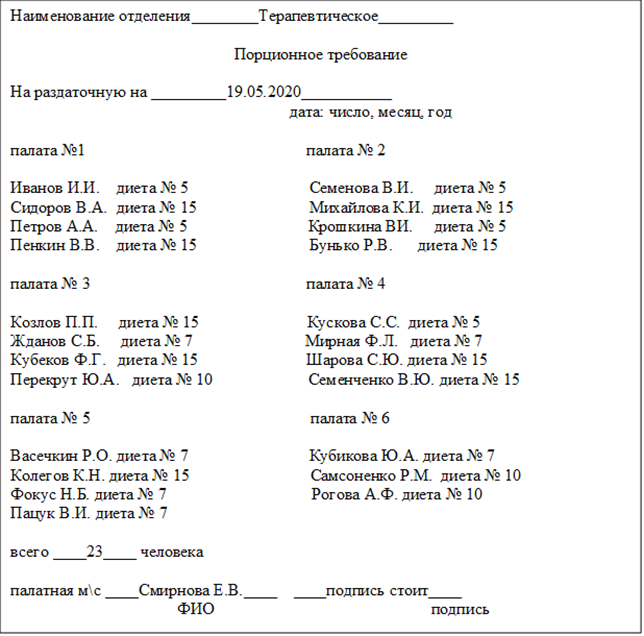 Наименование отделения_________Терапевтическое__________
Порционное требование
На раздаточную на __________19.05.2020____________
дата: число, месяц, год
палата №1 палата № 2
Иванов И.И. диета № 5 Семенова В.И. диета № 5
Сидоров В.А. диета № 15 Михайлова К.И. диета № 15
Петров А.А. диета № 5 Крошкина ВИ. диета № 5
Пенкин В.В. диета № 15 Бунько Р.В. диета № 15
палата № 3 палата № 4
Козлов П.П. диета № 15 Кускова С.С. диета № 5
Жданов С.Б. диета № 7 Мирная Ф.Л. диета № 7
Кубеков Ф.Г. диета № 15 Шарова С.Ю. диета № 15
Перекрут Ю.А. диета № 10 Семенченко В.Ю. диета № 15
палата № 5 палата № 6
Васечкин Р.О. диета № 7 Кубикова Ю.А. диета № 7
Колегов К.Н. диета № 15 Самсоненко Р.М. диета № 10
Фокус Н.Б. диета № 7 Рогова А.Ф. диета № 10
Пацук В.И. диета № 7
всего ____23____ человека
палатная м\с ____Смирнова Е.В.____ ____подпись стоит____
ФИО подпись